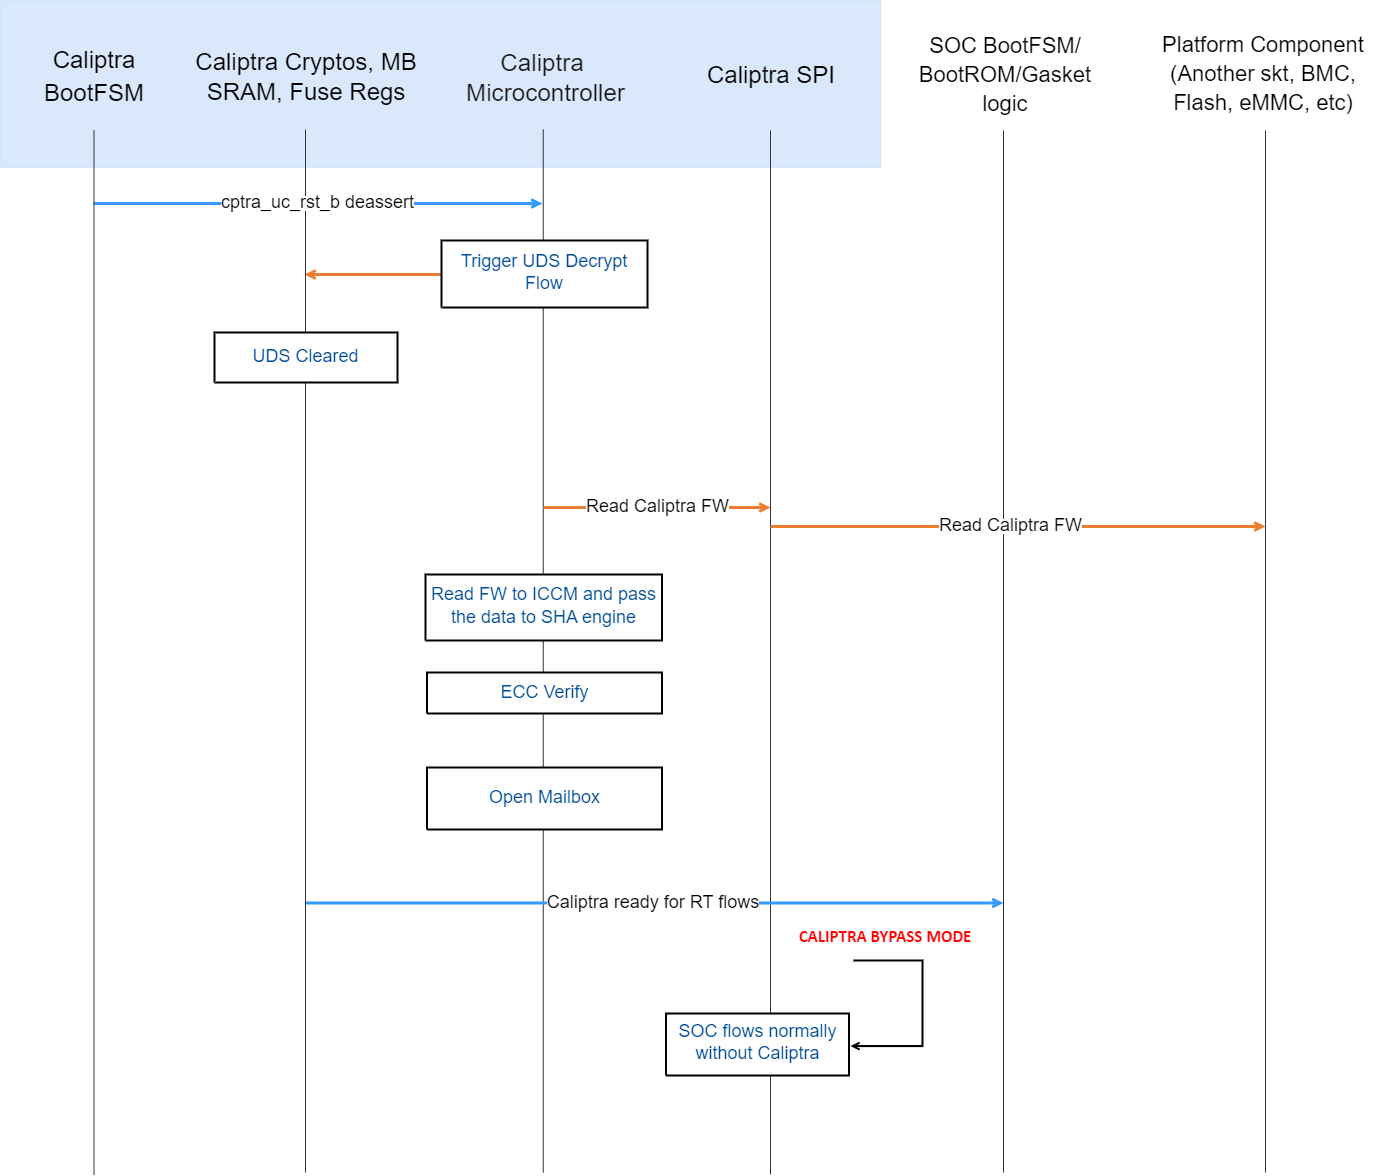 Caliptra
BootFSM
Caliptra Cryptos, MB
SRAM, Fuse Regs
Caliptra
Microcontroller
Caliptra SPI
SOC BootFSM/
BootROM/Gasket
logic
Platform Component
(Another skt, BMC,
Flash, eMMC, etc)
cptra_uc_rst_b deassert
Trigger UDS Decrypt
Flow
UDS Cleared
Read Caliptra FW
Read Caliptra FW
Read FW to ICCM and pass
the data to SHA engine
ECC Verify
Open Mailbox
Caliptra ready for RT flows
CALIPTRA BYPASS MODE
SOC flows normally
without Caliptra